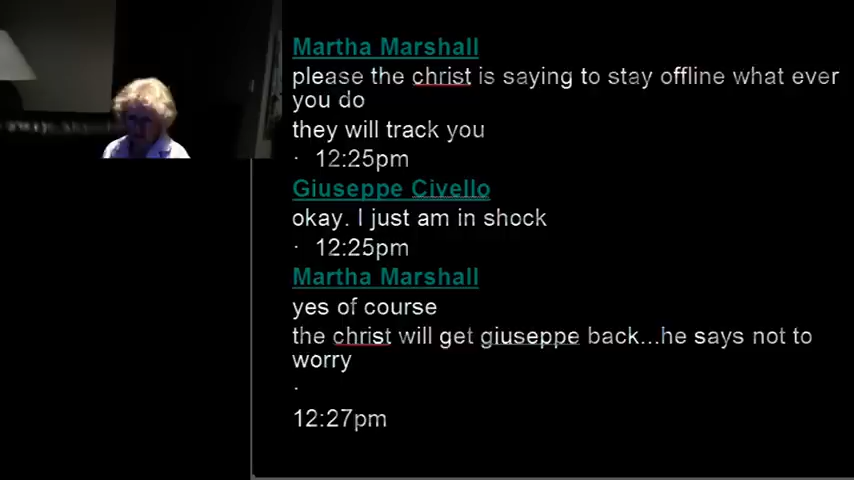 Martha Marshall
please the christ is saying to stay offline what ever
you do
they will track you
· 12:25pm
Giuseppe Civello
okay. I just am in shock
· 12:25pm
Martha Marshall
yes of course
the christ will get giuseppe back...he says not to
worry
·
12:27pm